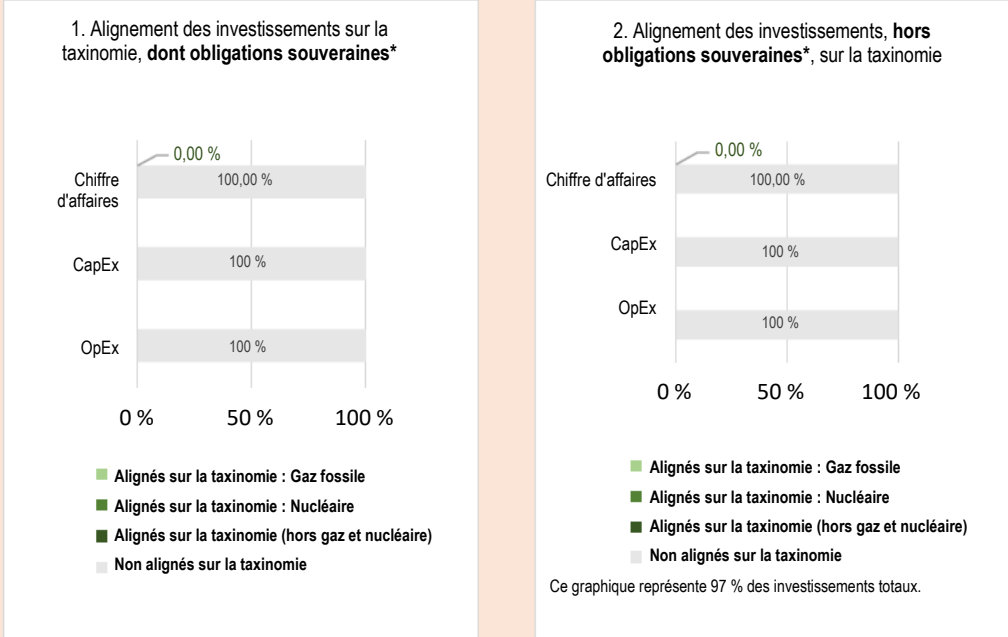 1. Alignement des investissements sur la
taxinomie, dont obligations souveraines*
0,00 %
Chiffre
d'affaires
100,00 %
CapEx
100 %
OpEx
100 %
0 % 50 % 100 %
Alignés sur la taxinomie : Gaz fossile
Alignés sur la taxinomie : Nucléaire
Alignés sur la taxinomie (hors gaz et nucléaire)
Non alignés sur la taxinomie
2. Alignement des investissements, hors
obligations souveraines*, sur la taxinomie
0,00 %
Chiffre d'affaires
100,00 %
CapEx
100 %
OpEx
100 %
0 % 50 % 100 %
Alignés sur la taxinomie : Gaz fossile
Alignés sur la taxinomie : Nucléaire
Alignés sur la taxinomie (hors gaz et nucléaire)
Non alignés sur la taxinomie
Ce graphique représente 97 % des investissements totaux.